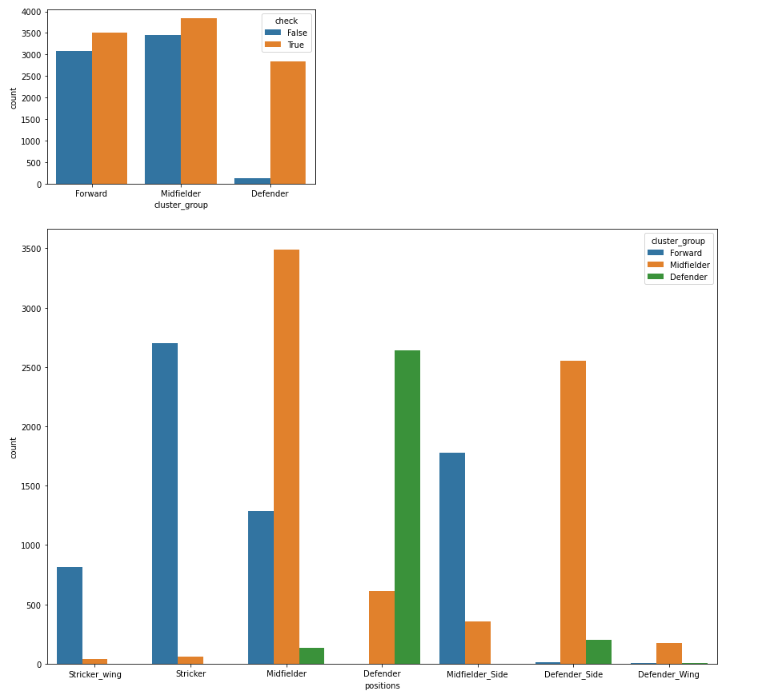 4000
3500
3000
2500
2000
1500
1000
500
0
count
check
False
True
Forward Midfielder Defender
cluster_group
3500
3000
2500
2000
1500
1000
500
0
count
cluster_group
Forward
Midfielder
Defender
Stricker_wing Stricker Midfielder Defender Midfielder_Side Defender_Side Defender_Wing
positions